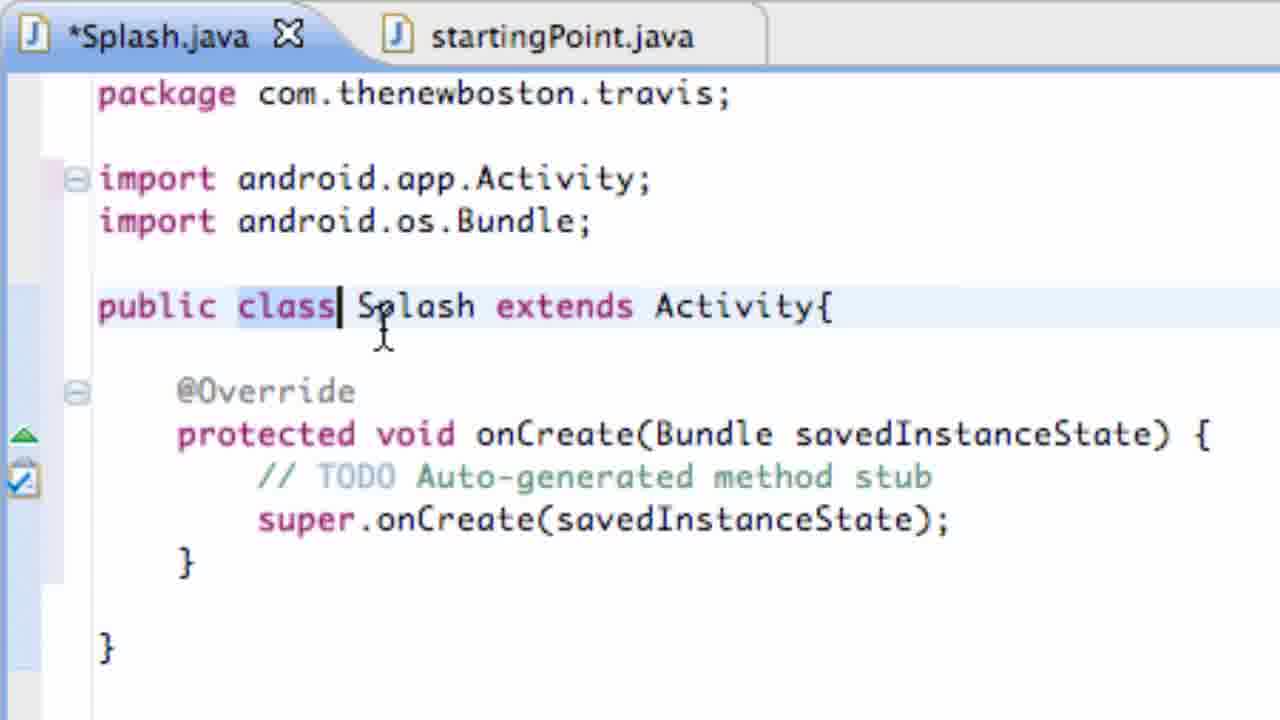 *Splash.java startingPoint.java
package com.thenewboston.travis;
import android.app.Activity;
import android.os.Bundle;
public class Splash extends Activity{
@Override
protected void onCreate(Bundle savedInstanceState) {
// TODO Auto-generated method stub
super.onCreate(savedInstanceState);
}
}